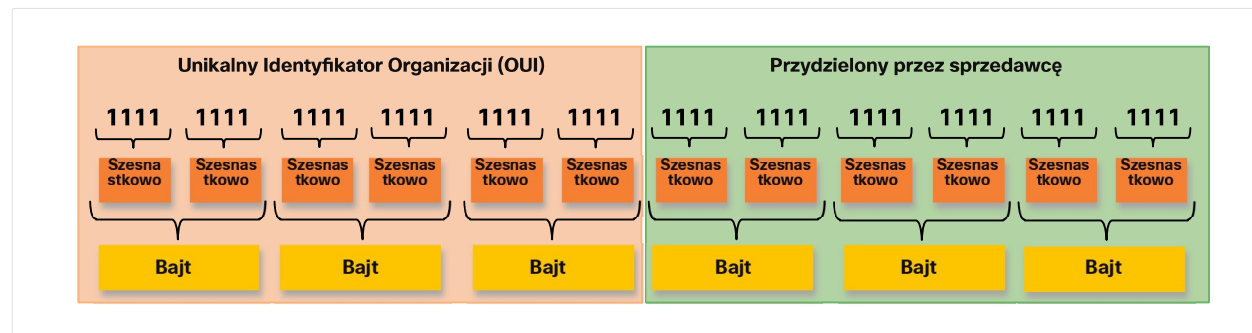 Unikalny Identyfikator Organizacji (OUI)
Przydzielony przez sprzedawcę
1111 1111 1111 1111 1111 1111 1111 1111 1111 1111 1111 1111
Szesna Szesnas Szesnas Szesnas Szesnas Szesnas Szesnas Szesnas Szesnas Szesnas Szesnas Szesnas
stkowo tkowo tkowo tkowo tkowo tkowo tkowo tkowo tkowo tkowo tkowo tkowo
Bajt Bajt Bajt Bajt Bajt Bajt